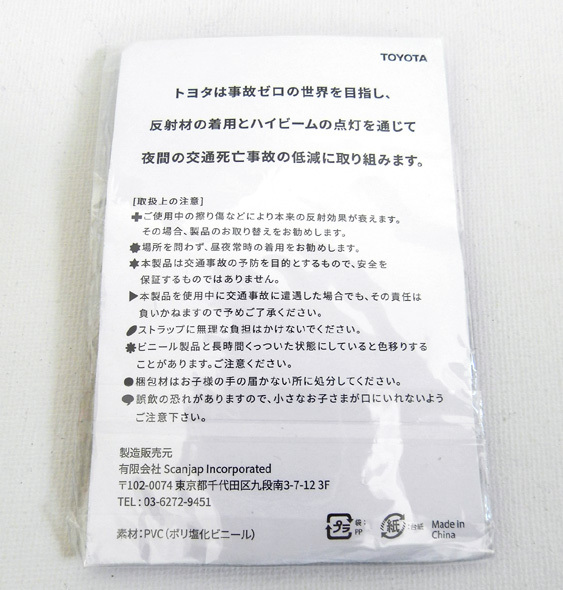 TOYOTA
トヨタは事故ゼロの世界を目指し、
反射材の着用とハイビームの点灯を通じて
夜間の交通死亡事故の低減に取り組みます。
[取扱上の注意]
✚ご使用中の擦り傷などにより本来の反射効果が衰えます。
その場合、製品のお取り替えをお勧めします。
✽場所を問わず、昼夜常時の着用をお勧めします。
✶本製品は交通事故の予防を目的とするもので、安全を
保証するものではありません。
▶本製品を使用中に交通事故に遭遇した場合でも、その責任は
負いかねますので予めご了承ください。
ストラップに無理な負担はかけないでください。
✽ビニール製品と長時間くっついた状態にしていると色移りする
ことがあります。ご注意ください。
●梱包材はお子様の手の届かない所に処分してください。
誤飲の恐れがありますので、小さなお子さまが口にいれないよう
ご注意下さい。
製造販売元
有限会社 Scanjap Incorporated
〒102-0074 東京都千代田区九段南3-7-12 3F
TEL : 03-6272-9451
素材:PVC (ポリ塩化ビニール)
プラ 袋: PP 紙 :台紙 Made in China